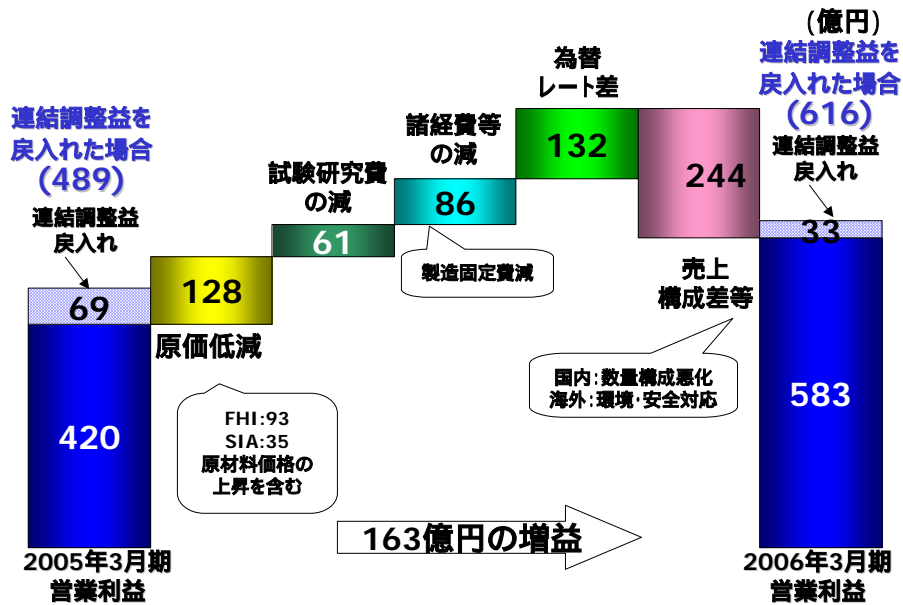 (億円)
連結調整益を
戻入れた場合
(489)
連結調整益
戻入れ
69
420
2005年3月期
営業利益
128
原価低減
FHI:93
SIA:35
原材料価格の
上昇を含む
試験研究費
の減
61
諸経費等
の減
86
製造固定費減
為替
レート差
132
244
売上
構成差等
国内:数量構成悪化
海外:環境・安全対応
163億円の増益
連結調整益を
戻入れた場合
(616)
連結調整益
戻入れ
33
583
2006年3月期
営業利益